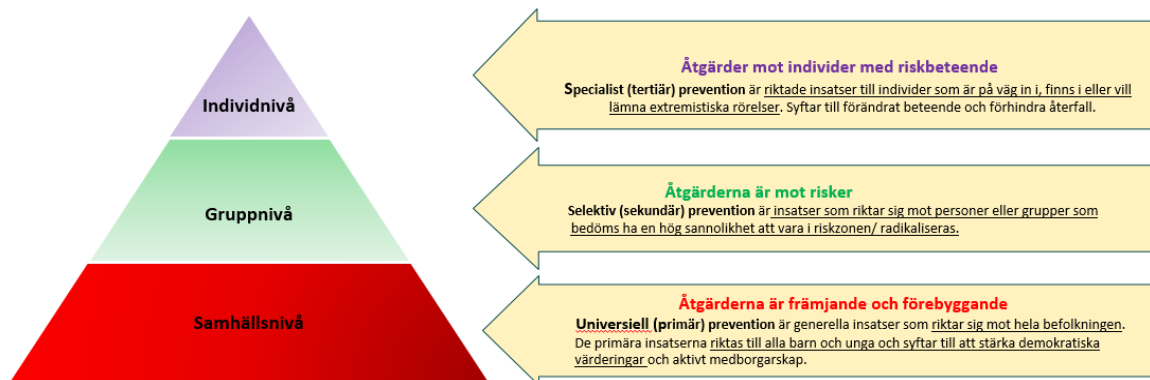 Individnivå
Åtgärder mot individer med riskbeteende
Specialist (tertiär) prevention är riktade insatser till individer som är på väg in i, finns i eller vill
lämna extremistiska rörelser. Syftar till förändrat beteende och förhindra återfall.
Gruppnivå
Åtgärderna är mot risker
Selektiv (sekundär) prevention är insatser som riktar sig mot personer eller grupper som
bedöms ha en hög sannolikhet att vara i riskzonen/ radikaliseras.
Samhällsnivå
Åtgärderna är främjande och förebyggande
Universiell (primär) prevention är generella insatser som riktar sig mot hela befolkningen.
De primära insatserna riktas till alla barn och unga och syftar till att stärka demokratiska
värderingar och aktivt medborgarskap.